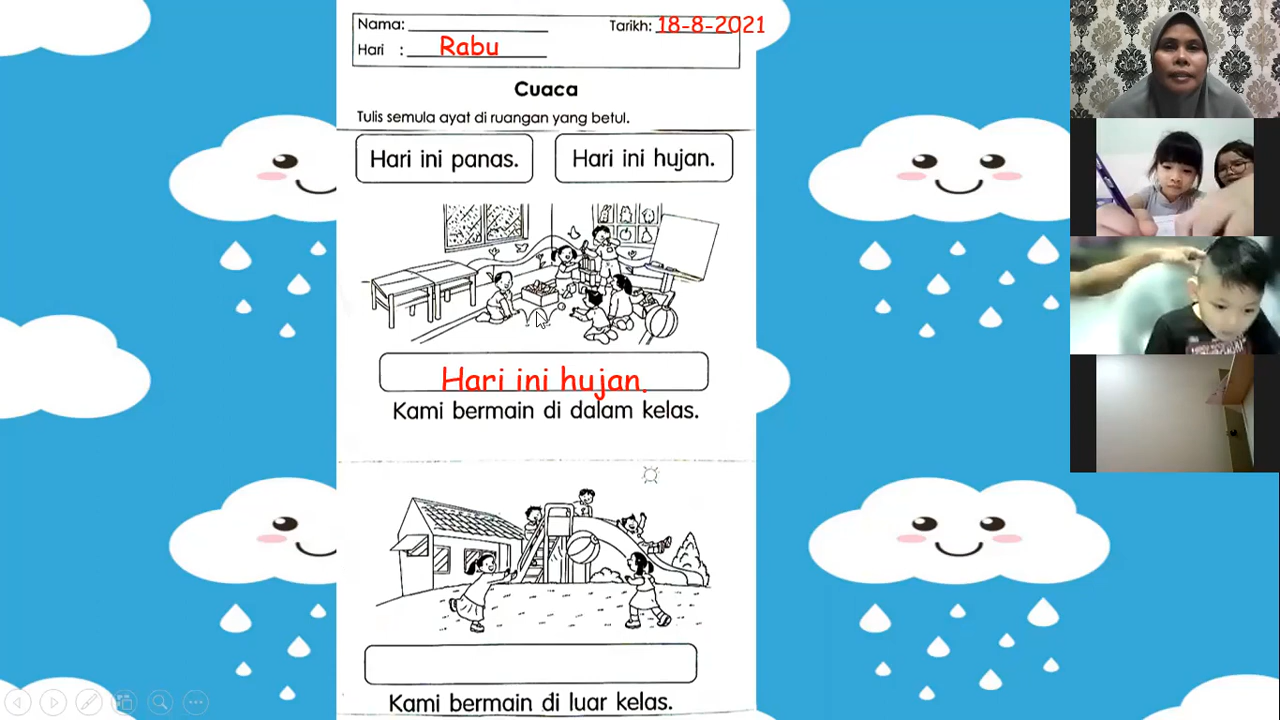 Nama: ____________ Tarikh: 18-8-2021
Hari : Rabu
Cuaca
Tulis semula ayat di ruangan yang betul.
Hari ini panas. Hari ini hujan.
Hari ini hujan.
Kami bermain di dalam kelas.
Kami bermain di luar kelas.